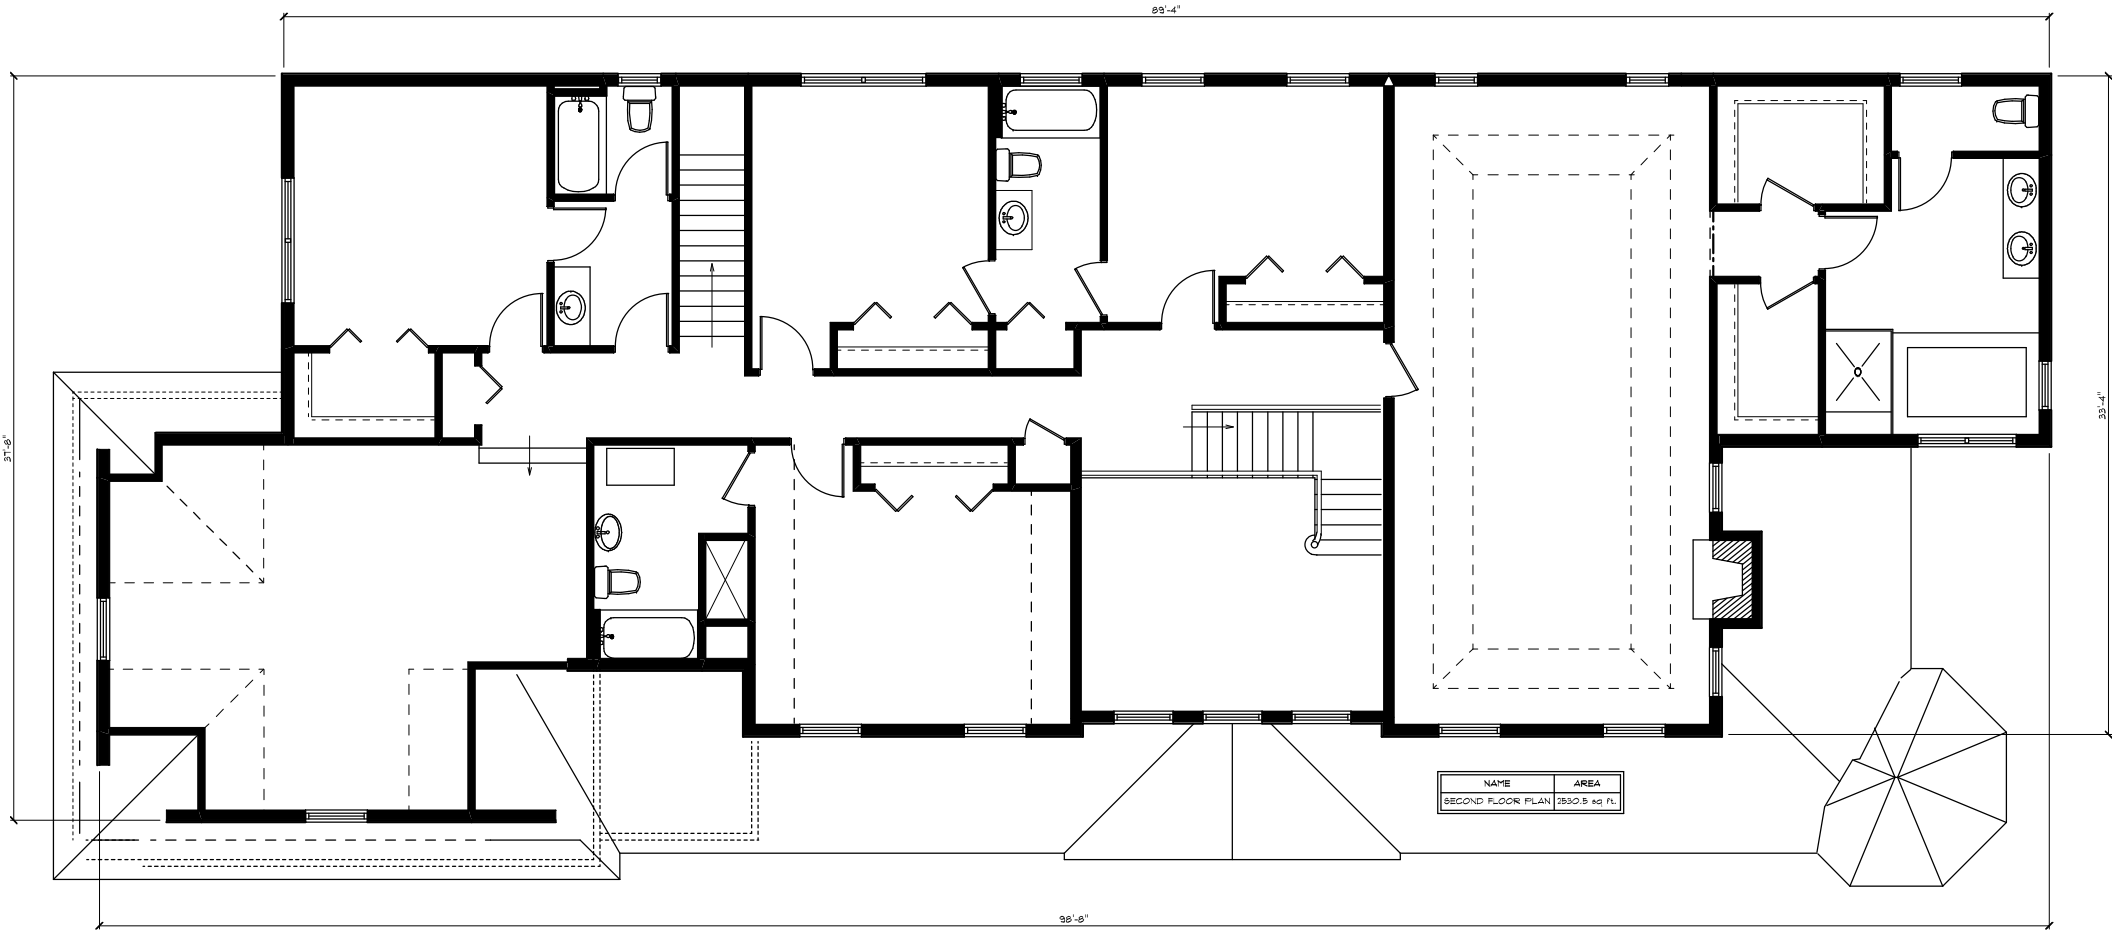 89'-4"
37'-8"
33'-4"
NAME AREA
SECOND FLOOR PLAN 2530.5 sq ft.
98'-8"